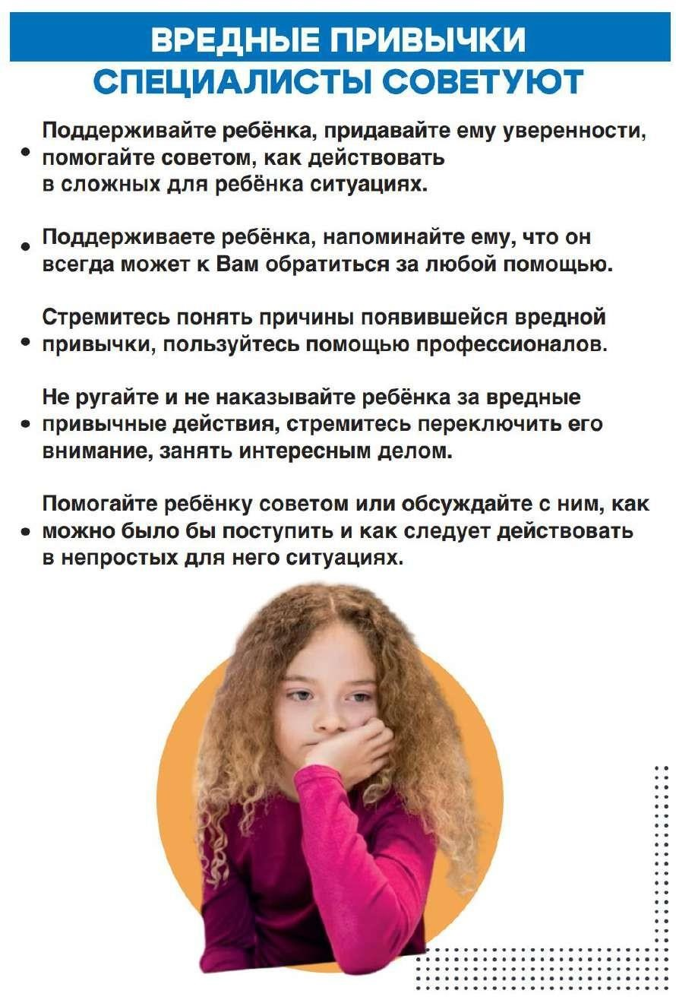 ВРЕДНЫЕ ПРИВЫЧКИ
СПЕЦИАЛИСТЫ СОВЕТУЮТ
• Поддерживайте ребёнка, придавайте ему уверенности,
помогайте советом, как действовать
в сложных для ребёнка ситуациях.
• Поддерживаете ребёнка, напоминайте ему, что он
всегда может к Вам обратиться за любой помощью.
• Стремитесь понять причины появившейся вредной
привычки, пользуйтесь помощью профессионалов.
• Не ругайте и не наказывайте ребёнка за вредные
привычные действия, стремитесь переключить его
внимание, занять интересным делом.
• Помогайте ребёнку советом или обсуждайте с ним, как
можно было бы поступить и как следует действовать
в непростых для него ситуациях.